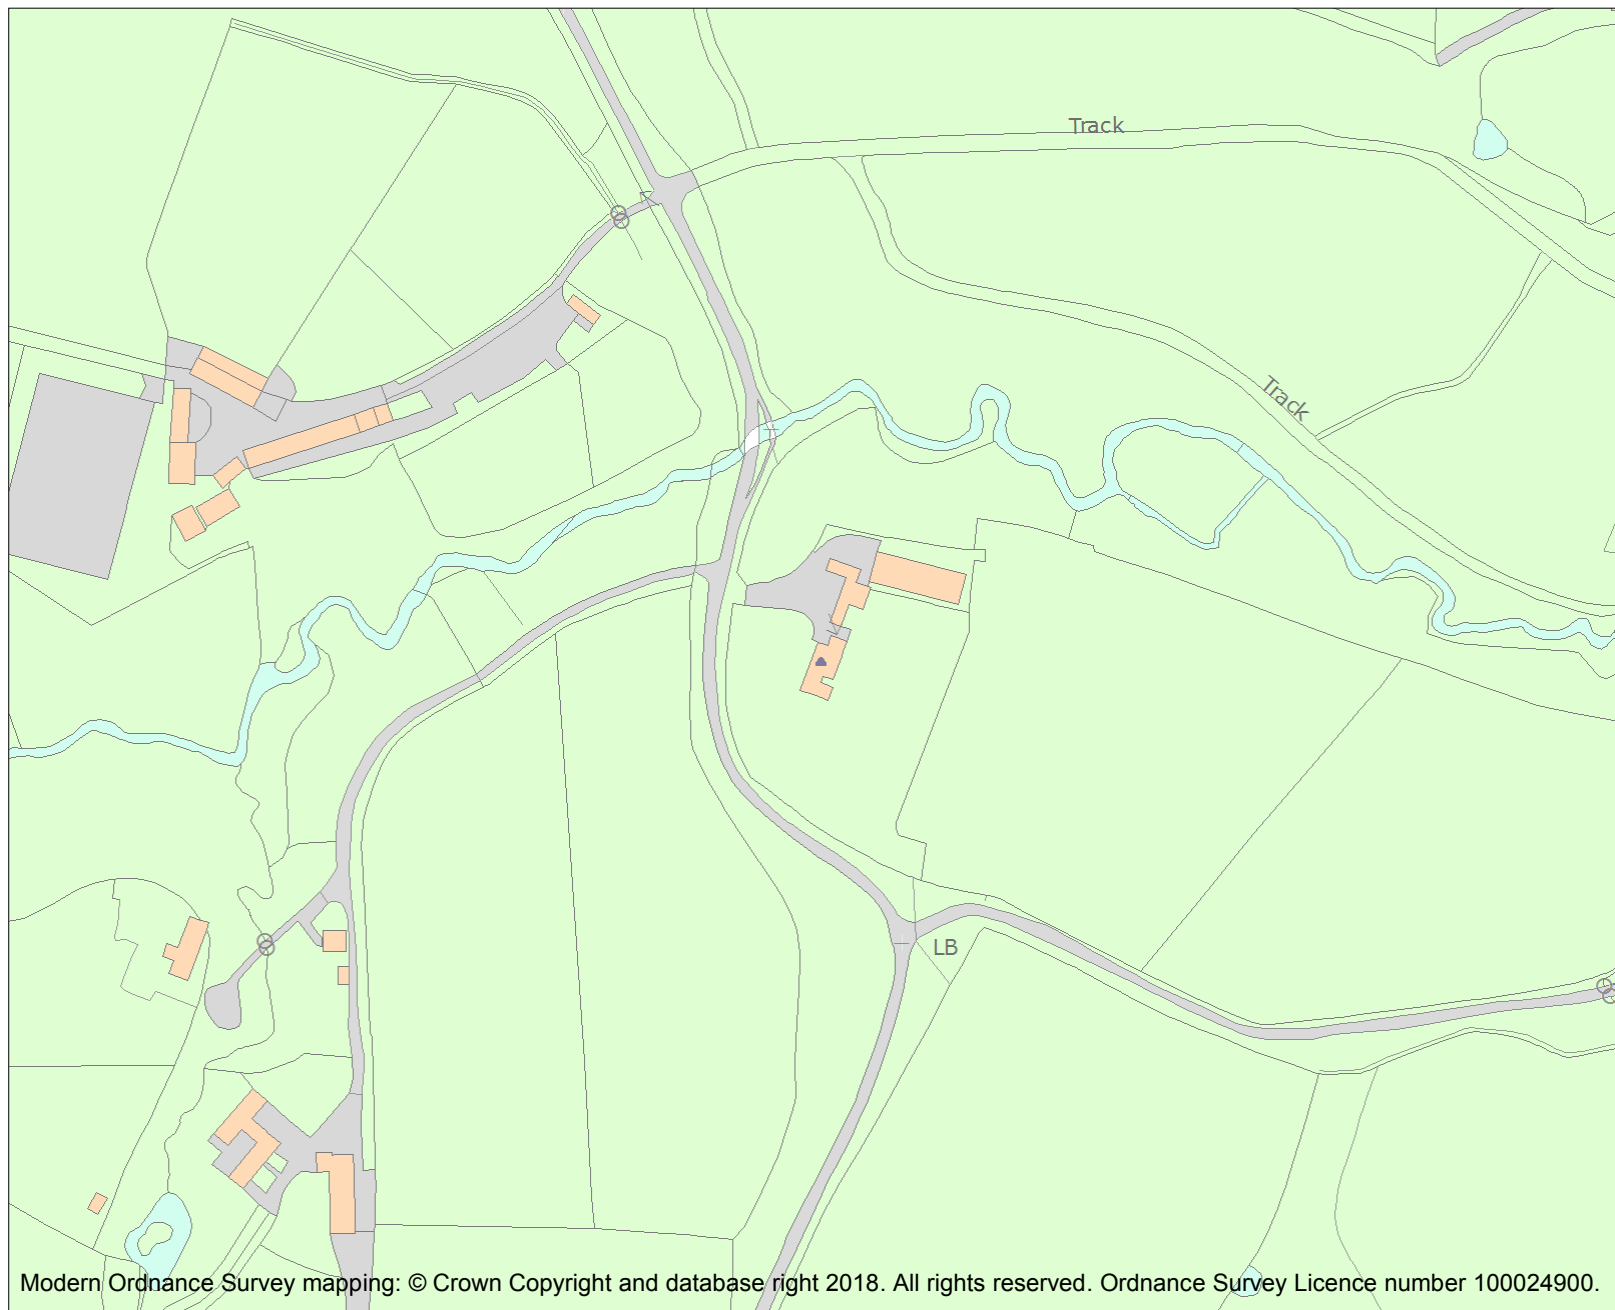 Track
Track
LB
Modern Ordnance Survey mapping: © Crown Copyright and database right 2018. All rights reserved. Ordnance Survey Licence number 100024900.